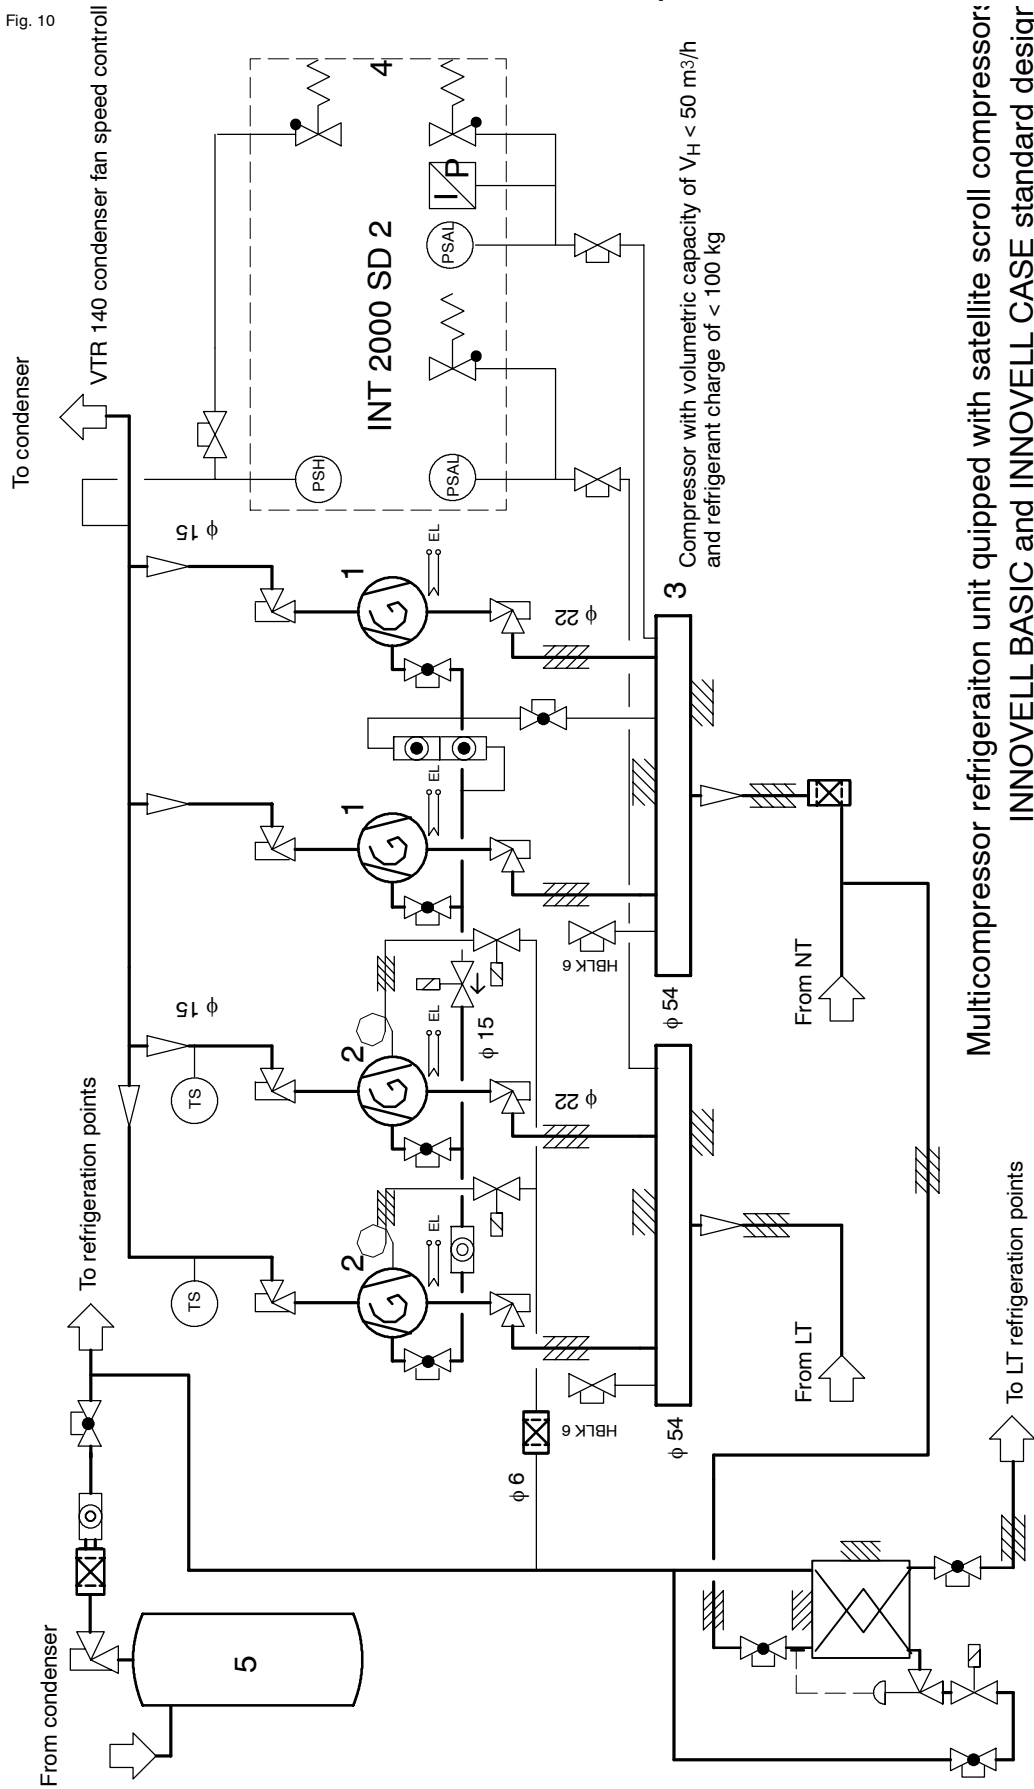 Fig. 10
To condenser
VTR 140 condenser fan speed controll
4
INT 2000 SD 2
PSH
PSAL
PSAL
I
P
Compressor with volumetric capacity of VH < 50 m3/h
and refrigerant charge of < 100 kg
3
φ 15
φ 15
1
1
2
2
EL
EL
EL
EL
φ 22
φ 22
φ 15
TS
TS
HBLK 6
HBLK 6
φ 54
φ 54
φ 6
From NT
From LT
To refrigeration points
To LT refrigeration points
From condenser
5
Multicompressor refrigeraiton unit quipped with satellite scroll compressors
INNOVELL BASIC and INNOVELL CASE standard design